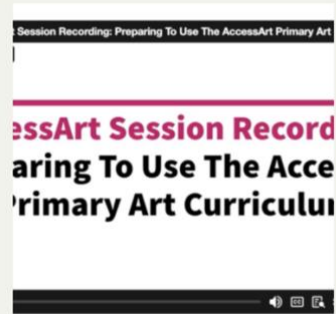 Session Recording: Preparing To Use The AccessArt Primary Art
essArt Session Record
aring To Use The Acce
rimary Art Curriculu